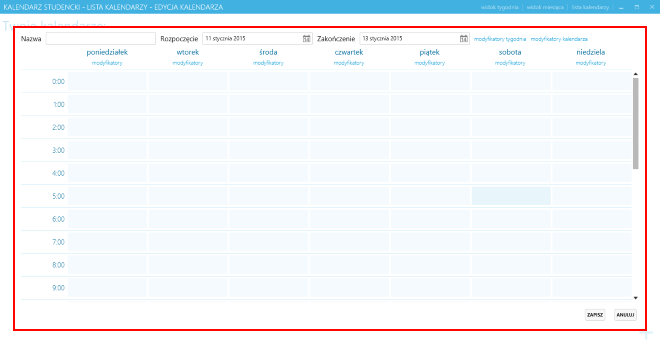 KALENDARZ STUDENCKI - LISTA KALENDARZY - EDYCJA KALENDARZA
widok tygodnia | widok miesiąca | lista kalendarzy
Twoje kalendarze:
Nazwa Rozpoczęcie 11 stycznia 2015 Zakończenie 13 stycznia 2015 modyfikatory tygodnia modyfikatory kalendarza
poniedziałek wtorek środa czwartek piątek sobota niedziela
modyfikatory modyfikatory modyfikatory modyfikatory modyfikatory modyfikatory modyfikatory
0:00
1:00
2:00
3:00
4:00
5:00
6:00
7:00
8:00
9:00
ZAPISZ ANULUJ